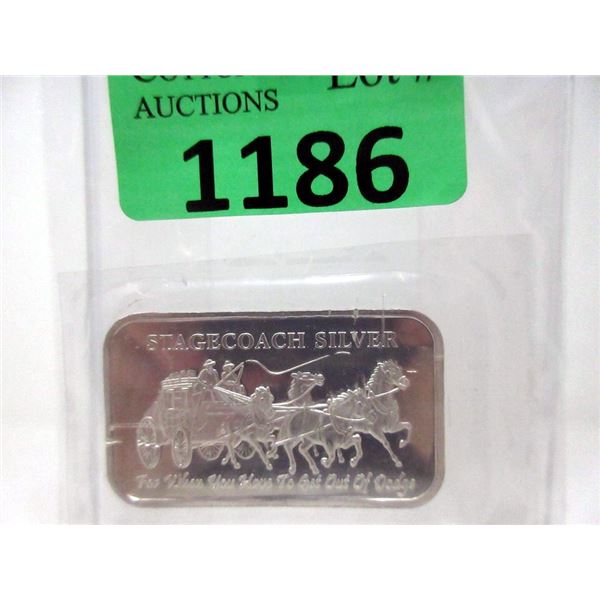 Lot #
AUCTIONS
1186
STAGECOACH SILVER
For When You Have To Get Out Of Dodge